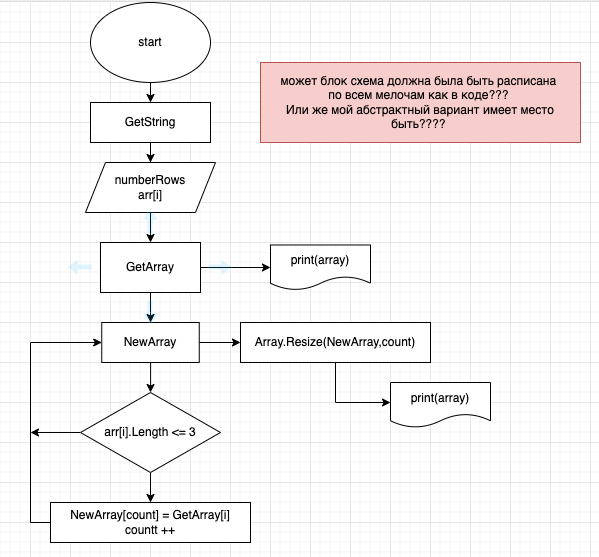 start
может блок схема должна была быть расписана
по всем мелочам как в коде???
Или же мой абстрактный вариант имеет место
быть????
GetString
numberRows
arr[i]
GetArray
print(array)
NewArray
Array.Resize(NewArray,count)
print(array)
arr[i].Length <= 3
NewArray[count] = GetArray[i]
countt ++